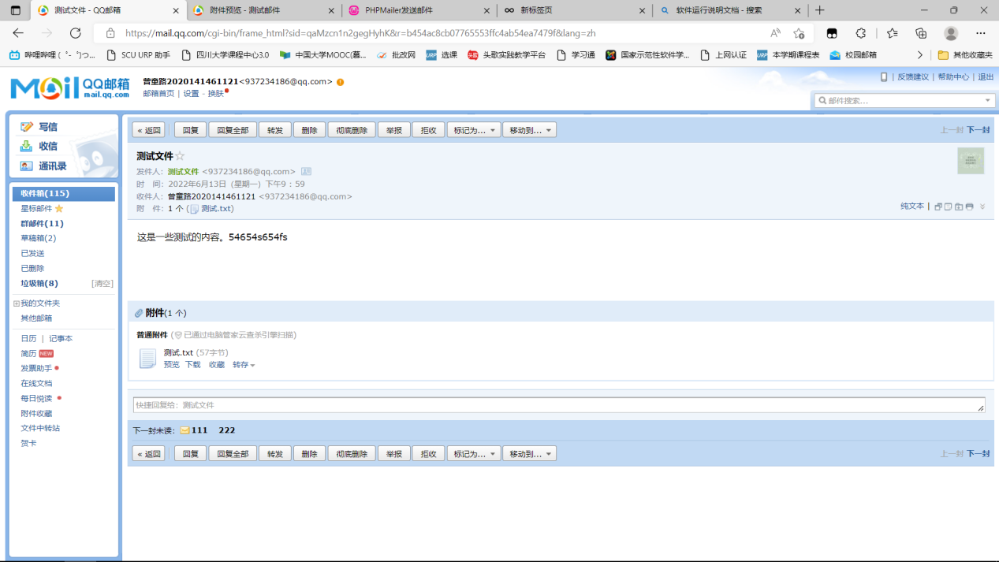 测试文件 - QQ邮箱
附件预览 - 测试邮件
PHPMailer发送邮件
新标签页
软件运行说明文档 - 搜索
https://mail.qq.com/cgi-bin/frame_html?sid=qaMzcn1n2gegHyhK&r=b454ac8cb07765553ffc4ab54ea7479f&lang=zh
哔哩哔哩 (゜-゜)つ... SCU URP 助手 四川大学课程中心3.0 中国大学MOOC(慕... 批改网 选课 头歌实践教学平台 学习通 国家示范性软件学... 上网认证 本学期课程表 校园邮箱 其他收藏夹
Mail QQ邮箱 mail.qq.com
曾童路2020141461121<937234186@qq.com>
邮箱首页 | 设置 - 换肤
| 反馈建议 | 帮助中心 | 退出
邮件搜索...
写信
收信
通讯录
收件箱(115)
星标邮件
群邮件(11)
草稿箱(2)
已发送
已删除
垃圾箱(8) [清空]
我的文件夹
其他邮箱
日历 | 记事本
简历 NEW
发票助手
在线文档
每日悦读
附件收藏
文件中转站
贺卡
« 返回 回复 回复全部 转发 删除 彻底删除 举报 拒收 标记为... 移动到... 上一封 下一封
测试文件
发件人：测试文件 <937234186@qq.com>
时 间：2022年6月13日 (星期一) 下午9：59
收件人：曾童路2020141461121 <937234186@qq.com>
附 件：1 个 (测试.txt)
纯文本 |
这是一些测试的内容。54654s654fs
附件(1 个)
普通附件 (已通过电脑管家云查杀引擎扫描)
测试.txt (57字节)
预览 下载 收藏 转存
快捷回复给：测试文件
下一封未读： 111 222
« 返回 回复 回复全部 转发 删除 彻底删除 举报 拒收 标记为... 移动到... 上一封 下一封